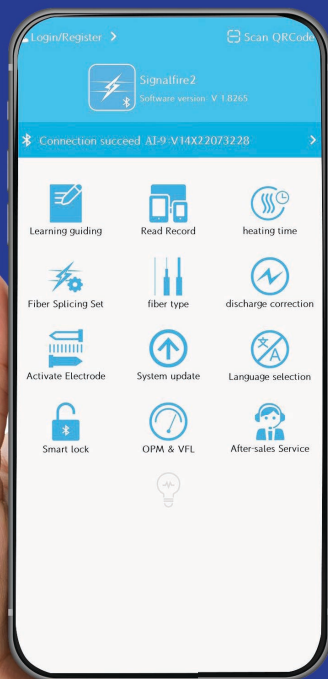 Login/Register >
Scan QRCode
Signalfire2
Software version: V 1.8265
Connection succeed AI-9:V14X22073228 >
Learning guiding
Read Record
heating time
Fiber Splicing Set
fiber type
discharge correction
Activate Electrode
System update
Language selection
Smart lock
OPM & VFL
After-sales Service